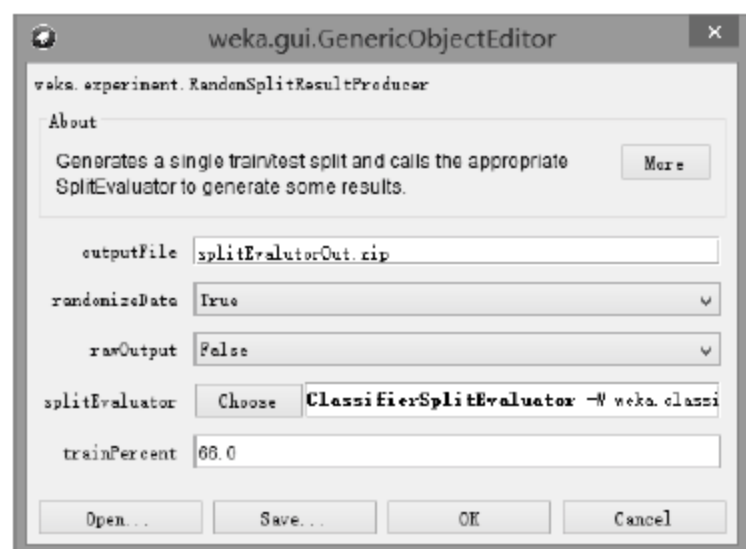 weka.gui.GenericObjectEditor
weka.experiment.RandomSplitResultProducer
About
Generates a single train/test split and calls the appropriate
SplitEvaluator to generate some results.
More
outputFile splitEvalutorOut.zip
randomizeData True
rawOutput False
splitEvaluator Choose ClassifierSplitEvaluator -W weka.classi
trainPercent 66.0
Open... Save... OK Cancel